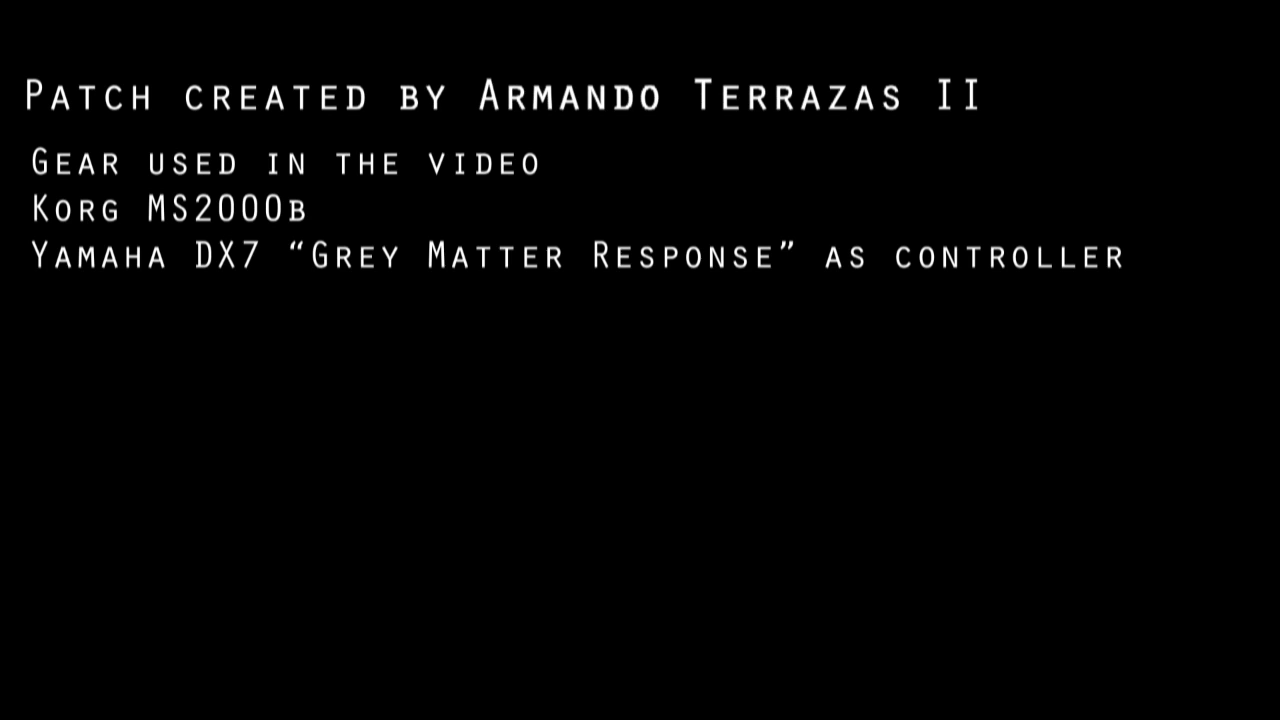 Patch created by Armando Terrazas II
Gear used in the video
Korg MS2000b
Yamaha DX7 “Grey Matter Response” as controller